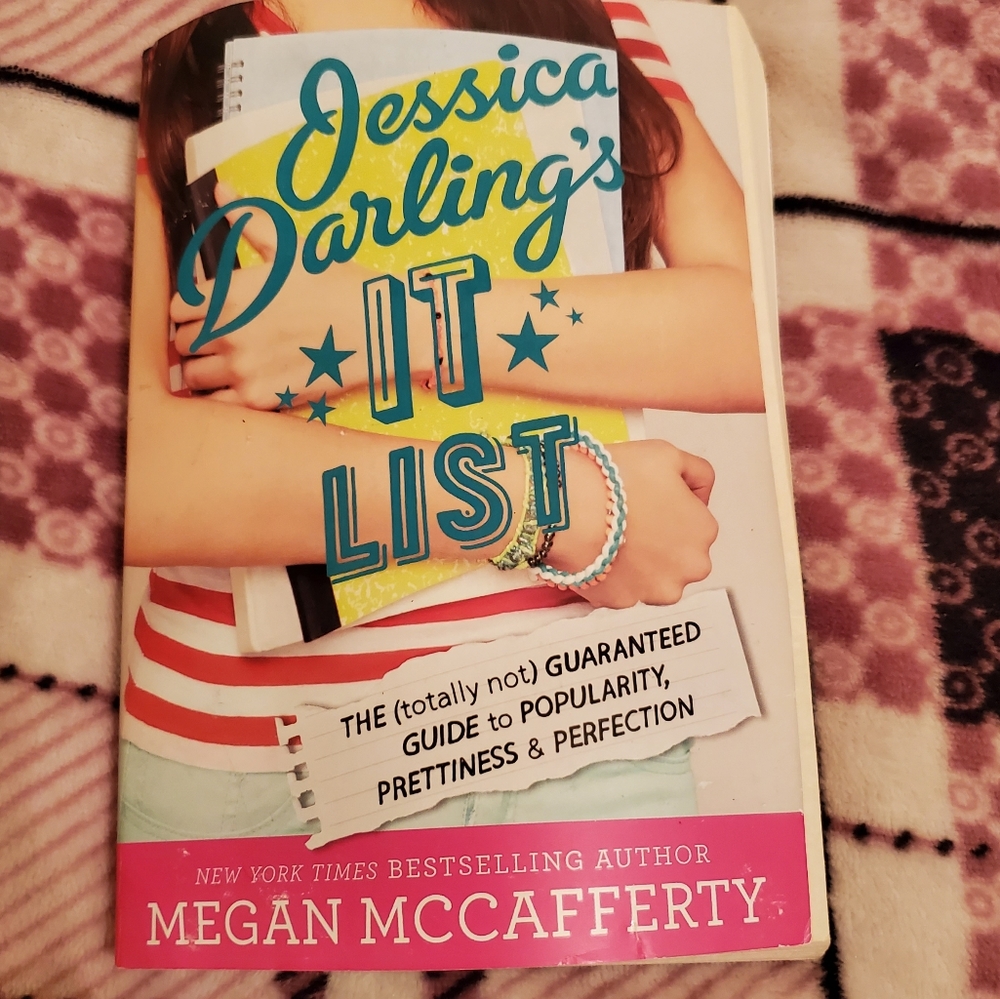 Jessica
Darling's
IT
LIST
THE (totally not) GUARANTEED
GUIDE to POPULARITY,
PRETTINESS & PERFECTION
NEW YORK TIMES BESTSELLING AUTHOR
MEGAN MCCAFFERTY